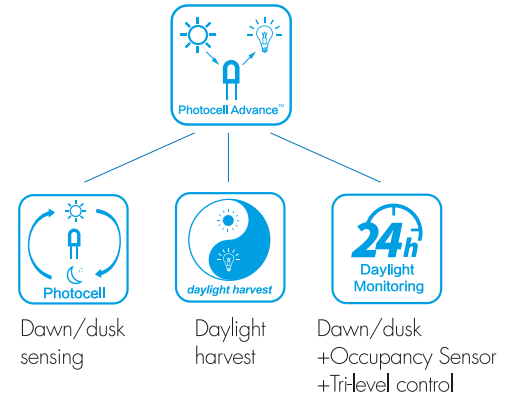 Photocell Advance™
Photocell
daylight harvest
24h
Daylight
Monitoring
Dawn/dusk
sensing
Daylight
harvest
Dawn/dusk
+Occupancy Sensor
+Tri-level control